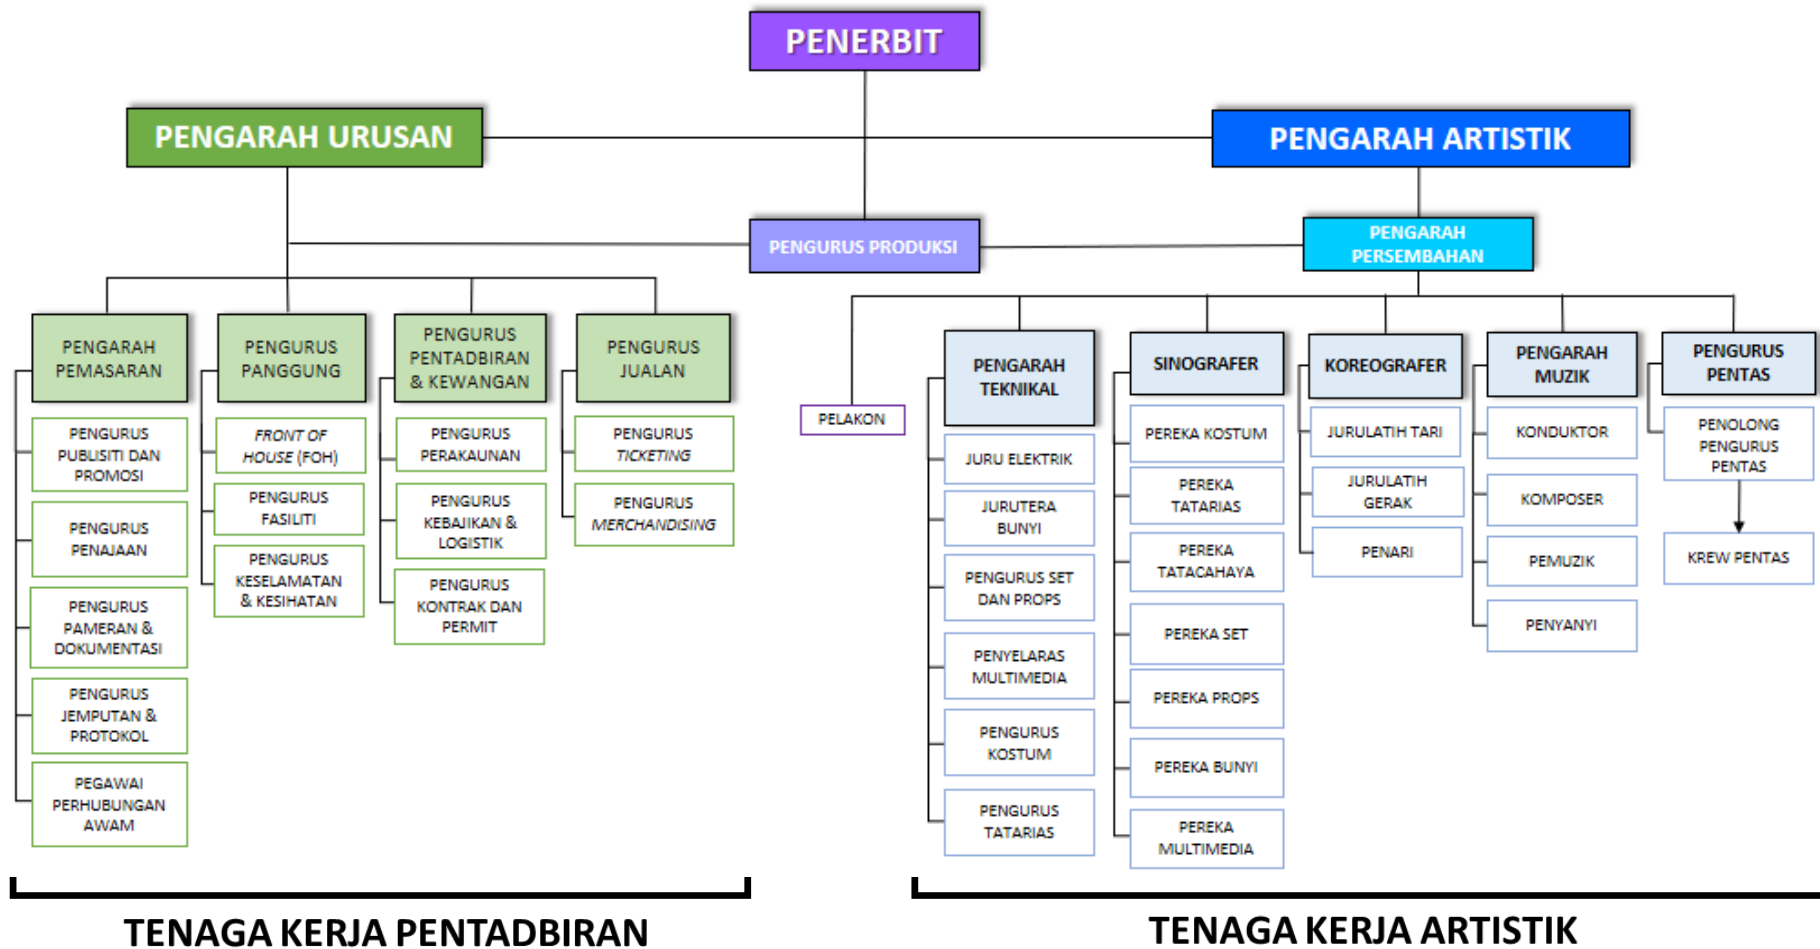 PENERBIT
PENGARAH URUSAN
PENGARAH ARTISTIK
PENGURUS PRODUKSI
PENGARAH
PERSEMBAHAN
PENGARAH
PEMASARAN
PENGURUS
PUBLISITI DAN
PROMOSI
PENGURUS
PENAJAAN
PENGURUS
PAMERAN &
DOKUMENTASI
PENGURUS
JEMPUTAN &
PROTOKOL
PEGAWAI
PERHUBUNGAN
AWAM
PENGURUS
PANGGUNG
FRONT OF
HOUSE (FOH)
PENGURUS
FASILITI
PENGURUS
KESELAMATAN
& KESIHATAN
PENGURUS
PENTADBIRAN
& KEWANGAN
PENGURUS
PERAKAUNAN
PENGURUS
KEBAJIKAN &
LOGISTIK
PENGURUS
KONTRAK DAN
PERMIT
PENGURUS
JUALAN
PENGURUS
TICKETING
PENGURUS
MERCHANDISING
PELAKON
PENGARAH
TEKNIKAL
JURU ELEKTRIK
JURUTERA
BUNYI
PENGURUS SET
DAN PROPS
PENYELARAS
MULTIMEDIA
PENGURUS
KOSTUM
PENGURUS
TATARIAS
SINOGRAFER
PEREKA KOSTUM
PEREKA
TATARIAS
PEREKA
TATACAHAYA
PEREKA SET
PEREKA PROPS
PEREKA BUNYI
PEREKA
MULTIMEDIA
KOREOGRAFER
JURULATIH TARI
JURULATIH
GERAK
PENARI
PENGARAH
MUZIK
KONDUKTOR
KOMPOSER
PEMUZIK
PENYANYI
PENGURUS
PENTAS
PENOLONG
PENGURUS
PENTAS
KREW PENTAS
TENAGA KERJA PENTADBIRAN
TENAGA KERJA ARTISTIK